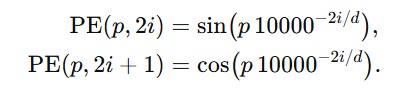 PE(p, 2i) = sin(p 10000^{-2i/d}),
PE(p, 2i + 1) = cos(p 10000^{-2i/d}).